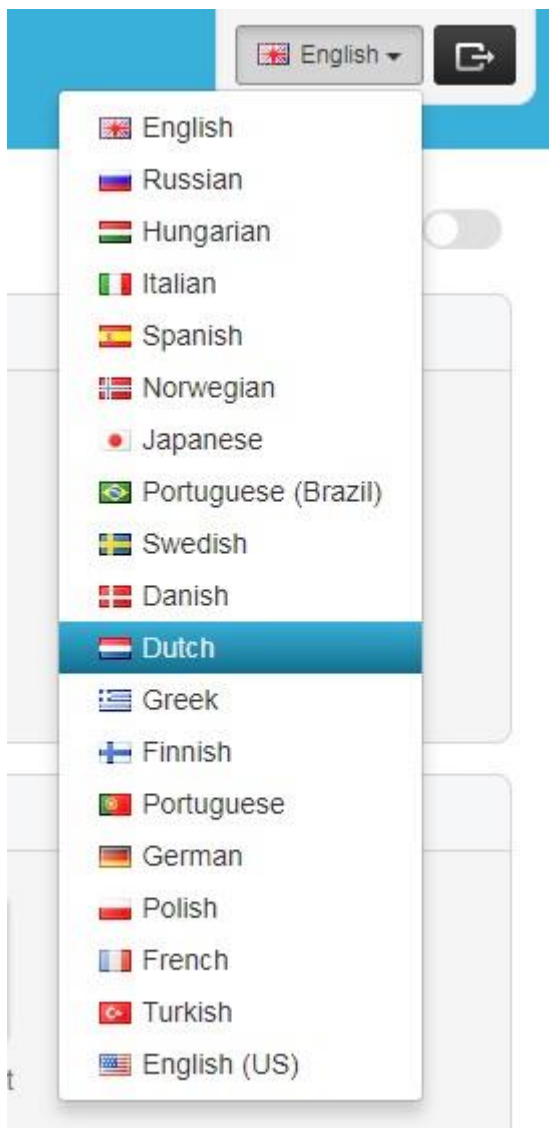 English
English
Russian
Hungarian
Italian
Spanish
Norwegian
Japanese
Portuguese (Brazil)
Swedish
Danish
Dutch
Greek
Finnish
Portuguese
German
Polish
French
Turkish
English (US)
t